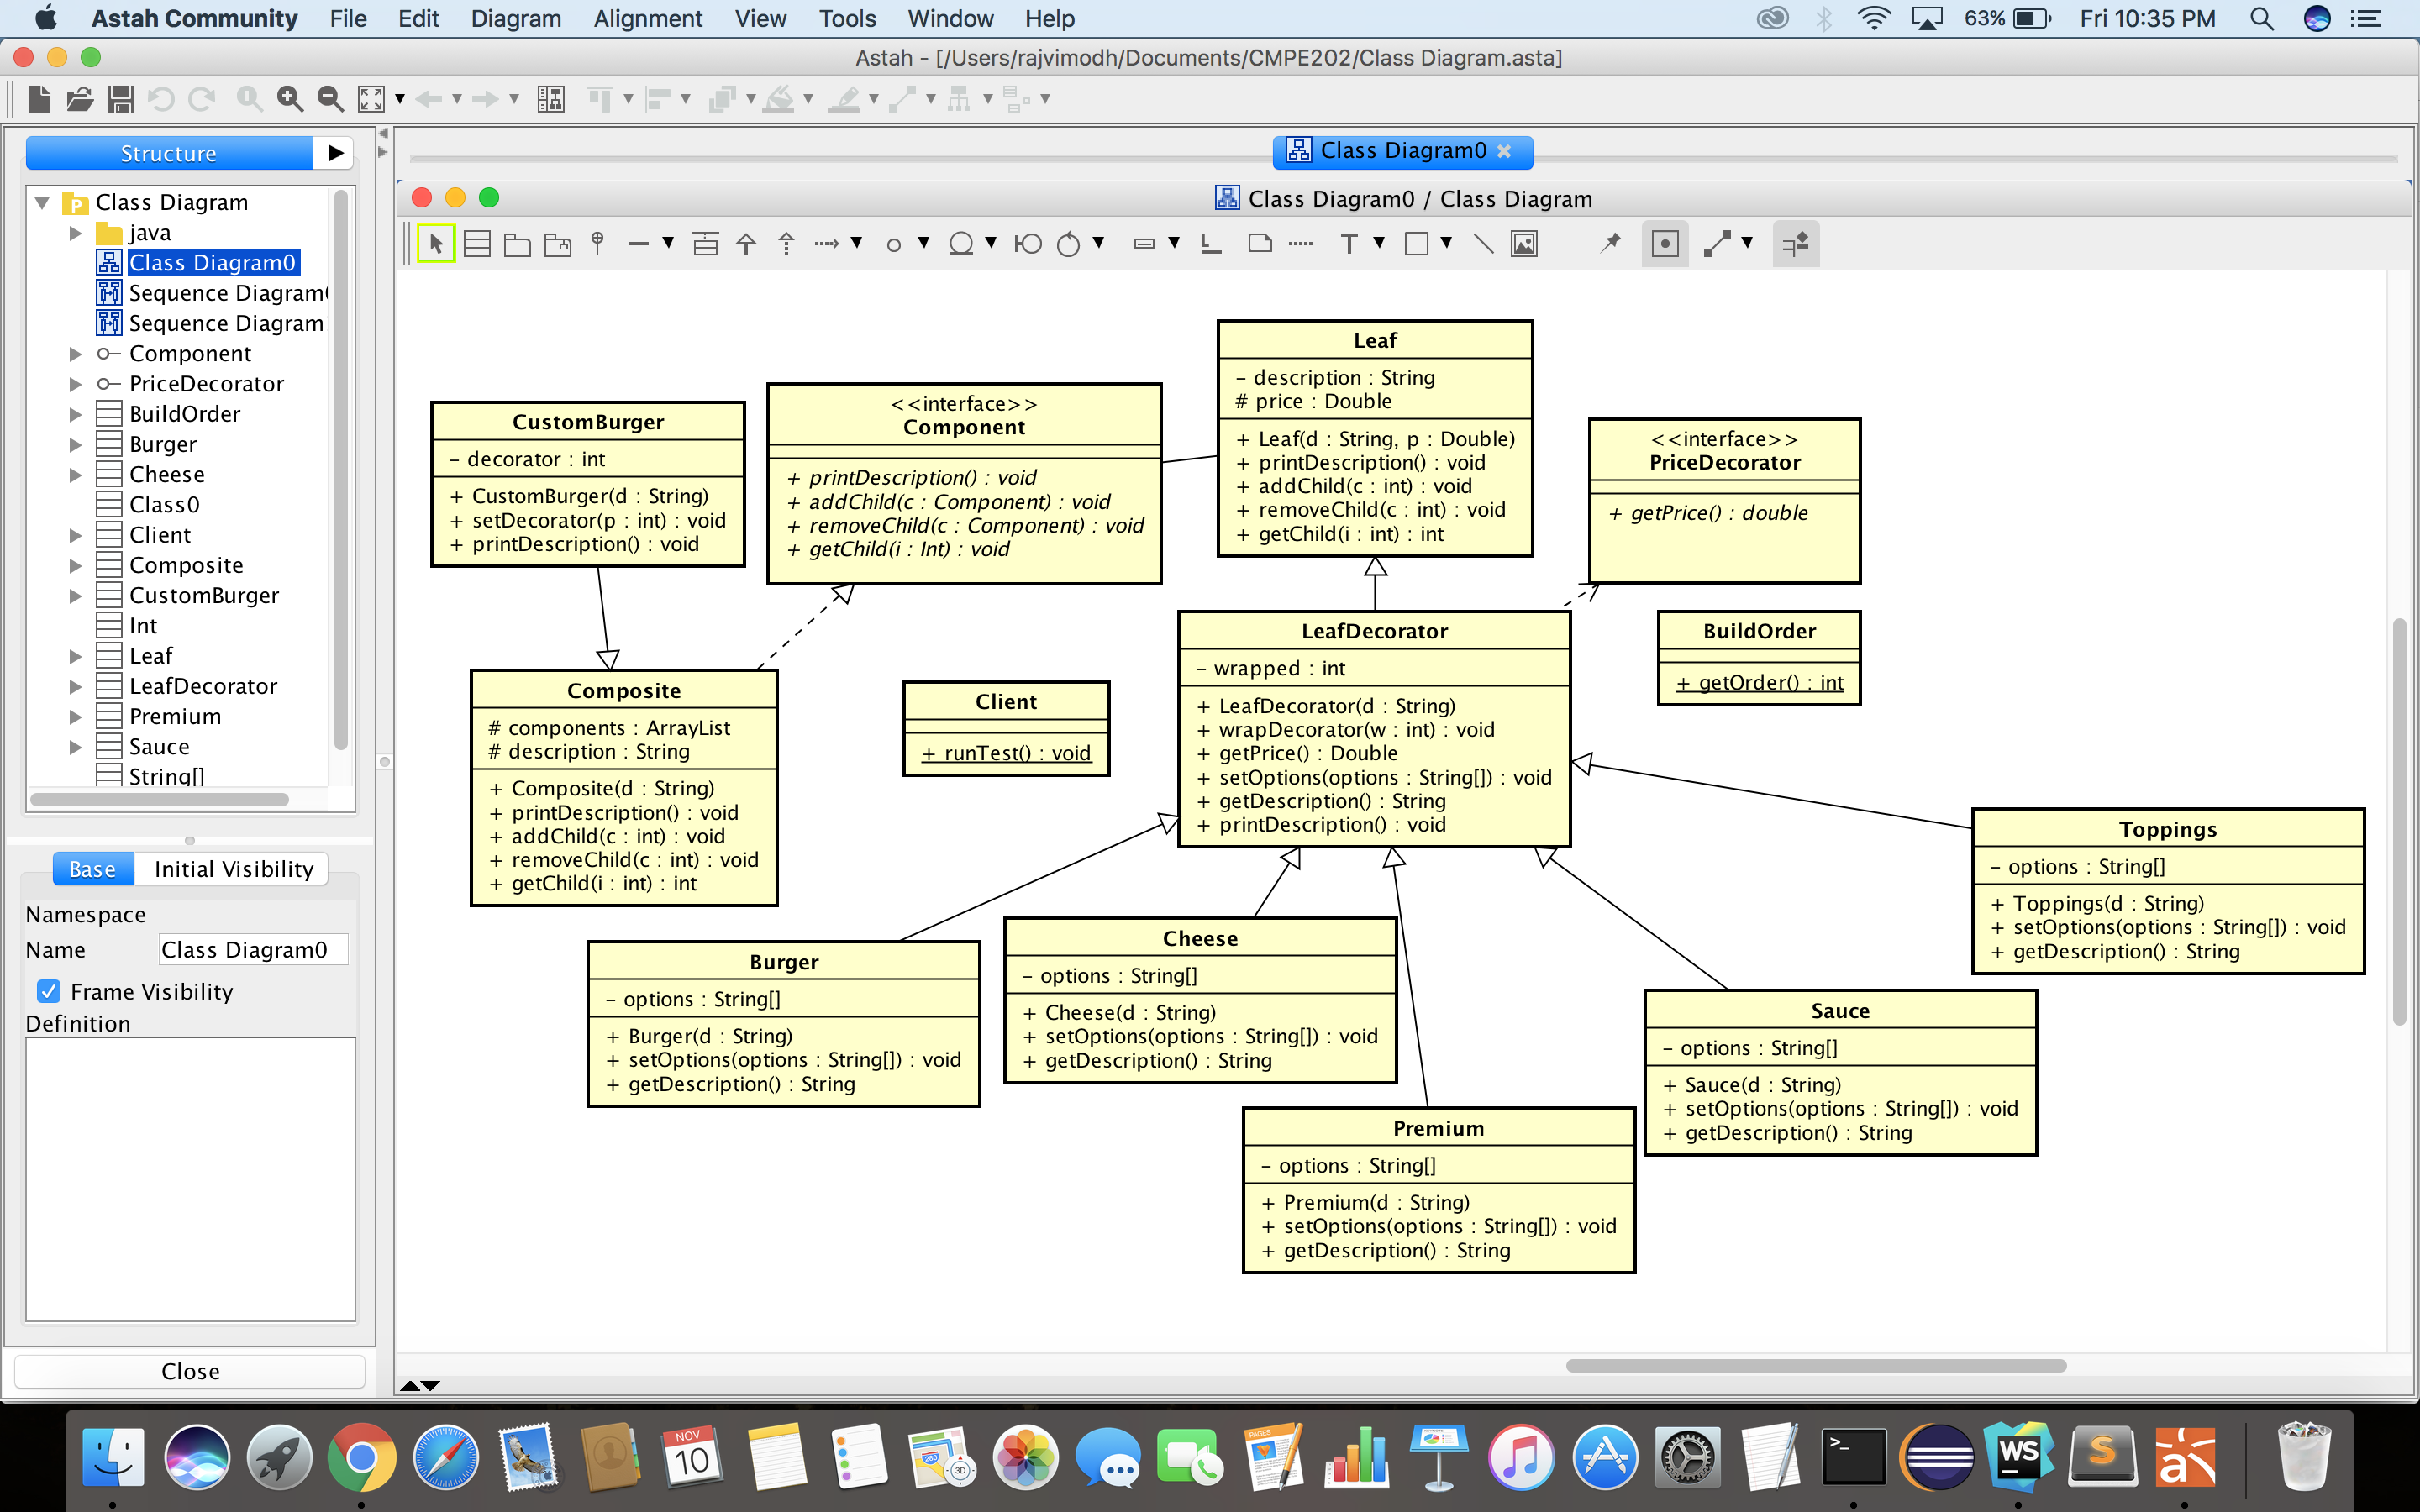 Astah Community File Edit Diagram Alignment View Tools Window Help 63% Fri 10:35 PM
Astah - [/Users/rajvimodh/Documents/CMPE202/Class Diagram.asta]
Structure
Class Diagram
java
Class Diagram0
Sequence Diagram
Sequence Diagram
Component
PriceDecorator
BuildOrder
Burger
Cheese
Class0
Client
Composite
CustomBurger
Int
Leaf
LeafDecorator
Premium
Sauce
String[]
Base Initial Visibility
Namespace
Name Class Diagram0
Frame Visibility
Definition
Close
Class Diagram0
Class Diagram0 / Class Diagram
T
CustomBurger
- decorator : int
+ CustomBurger(d : String)
+ setDecorator(p : int) : void
+ printDescription() : void
<<interface>>
Component
+ printDescription() : void
+ addChild(c : Component) : void
+ removeChild(c : Component) : void
+ getChild(i : Int) : void
Leaf
- description : String
# price : Double
+ Leaf(d : String, p : Double)
+ printDescription() : void
+ addChild(c : int) : void
+ removeChild(c : int) : void
+ getChild(i : int) : int
<<interface>>
PriceDecorator
+ getPrice() : double
Composite
# components : ArrayList
# description : String
+ Composite(d : String)
+ printDescription() : void
+ addChild(c : int) : void
+ removeChild(c : int) : void
+ getChild(i : int) : int
Client
+ runTest() : void
LeafDecorator
- wrapped : int
+ LeafDecorator(d : String)
+ wrapDecorator(w : int) : void
+ getPrice() : Double
+ setOptions(options : String[]) : void
+ getDescription() : String
+ printDescription() : void
BuildOrder
+ getOrder() : int
Toppings
- options : String[]
+ Toppings(d : String)
+ setOptions(options : String[]) : void
+ getDescription() : String
Burger
- options : String[]
+ Burger(d : String)
+ setOptions(options : String[]) : void
+ getDescription() : String
Cheese
- options : String[]
+ Cheese(d : String)
+ setOptions(options : String[]) : void
+ getDescription() : String
Sauce
- options : String[]
+ Sauce(d : String)
+ setOptions(options : String[]) : void
+ getDescription() : String
Premium
- options : String[]
+ Premium(d : String)
+ setOptions(options : String[]) : void
+ getDescription() : String
NOV
10
280
3D
PAGES
>_
WS
S
a